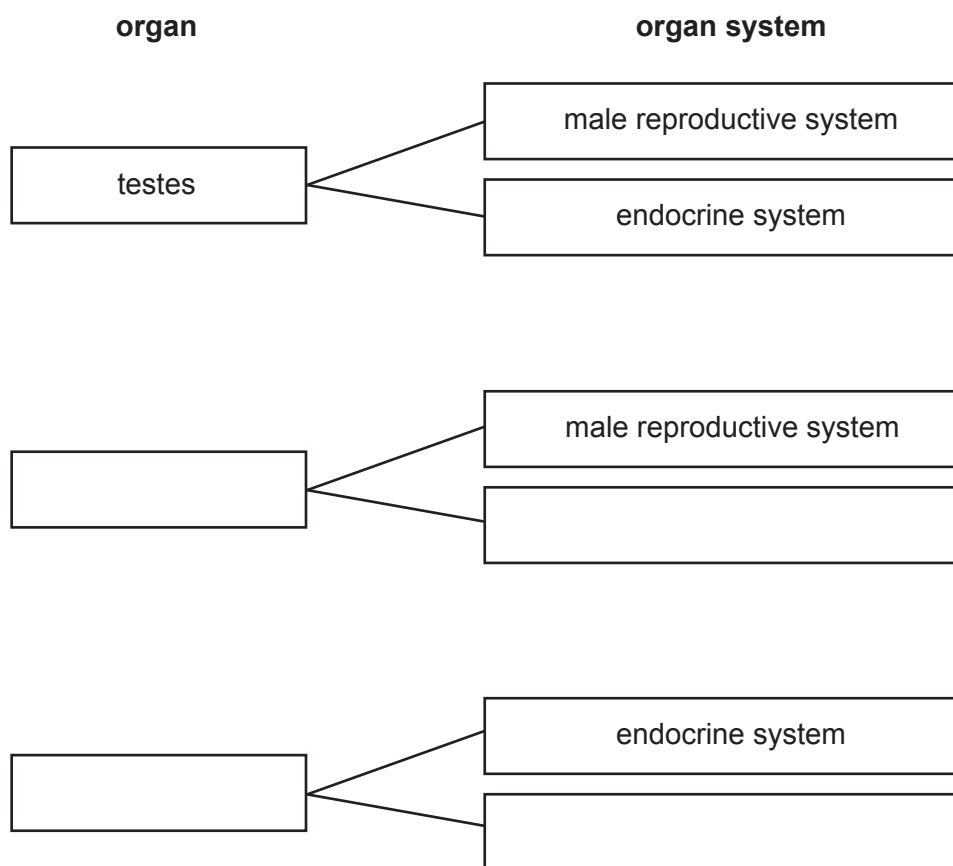 organ organ system
male reproductive system
testes
endocrine system
male reproductive system
endocrine system